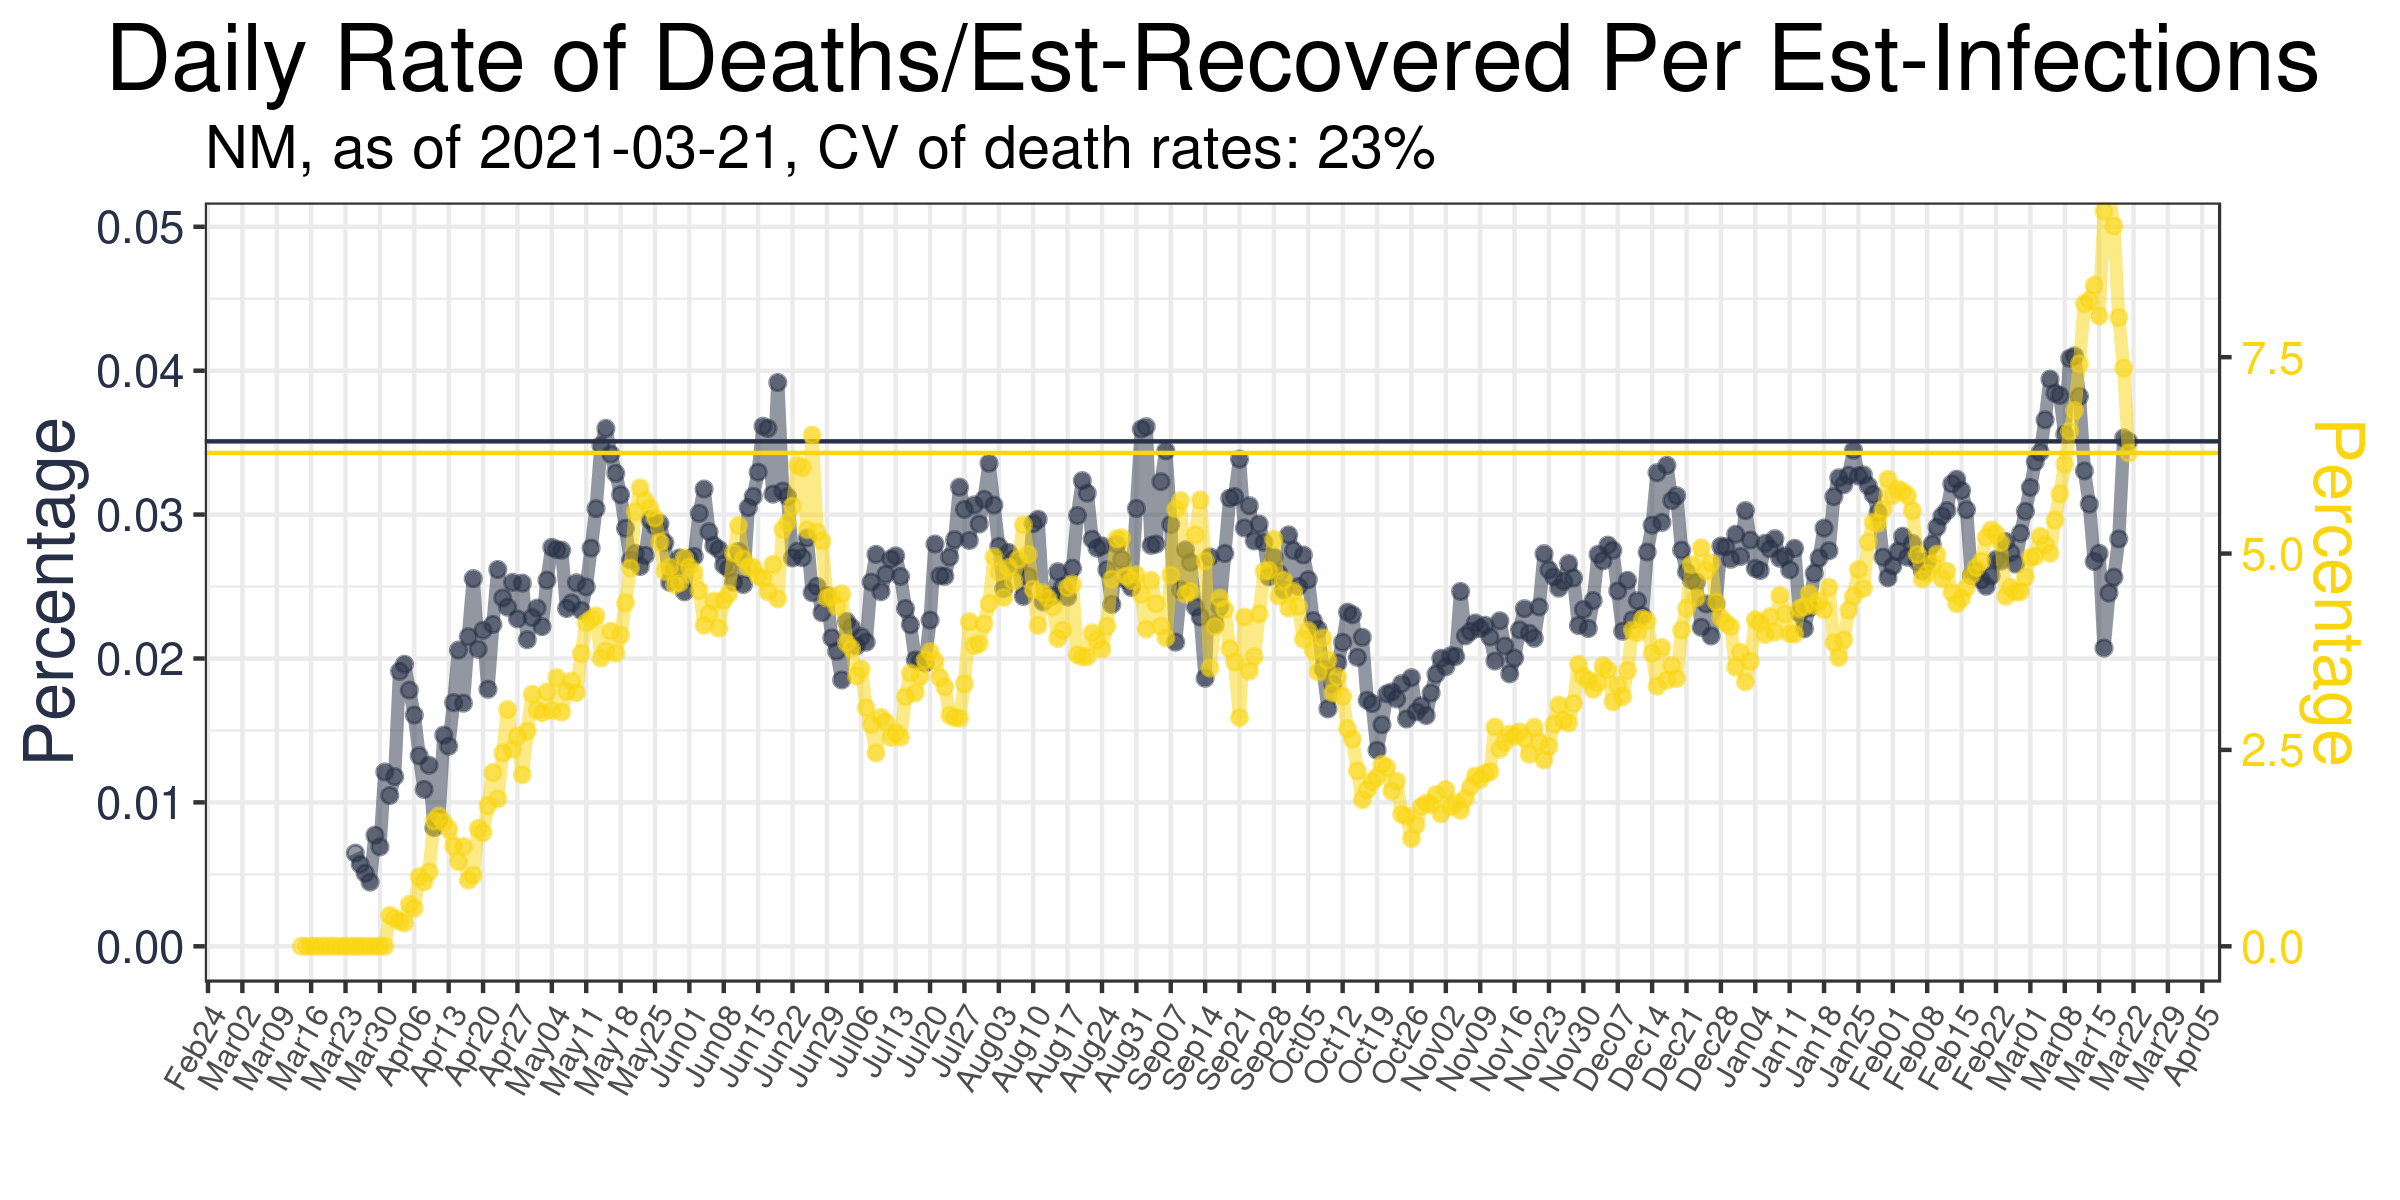 Daily Rate of Deaths/Est-Recovered Per Est-Infections
NM, as of 2021-03-21, CV of death rates: 23%
Percentage
0.05
0.04
0.03
0.02
0.01
0.00
7.5
5.0
2.5
0.0
Percentage
Feb24
Mar02
Mar09
Mar16
Mar23
Mar30
Apr06
Apr13
Apr20
Apr27
May04
May11
May18
May25
Jun01
Jun08
Jun15
Jun22
Jun29
Jul06
Jul13
Jul20
Jul27
Aug03
Aug10
Aug17
Aug24
Aug31
Sep07
Sep14
Sep21
Sep28
Oct05
Oct12
Oct19
Oct26
Nov02
Nov09
Nov16
Nov23
Nov30
Dec07
Dec14
Dec21
Dec28
Jan04
Jan11
Jan18
Jan25
Feb01
Feb08
Feb15
Feb22
Mar01
Mar08
Mar15
Mar22
Mar29
Apr05